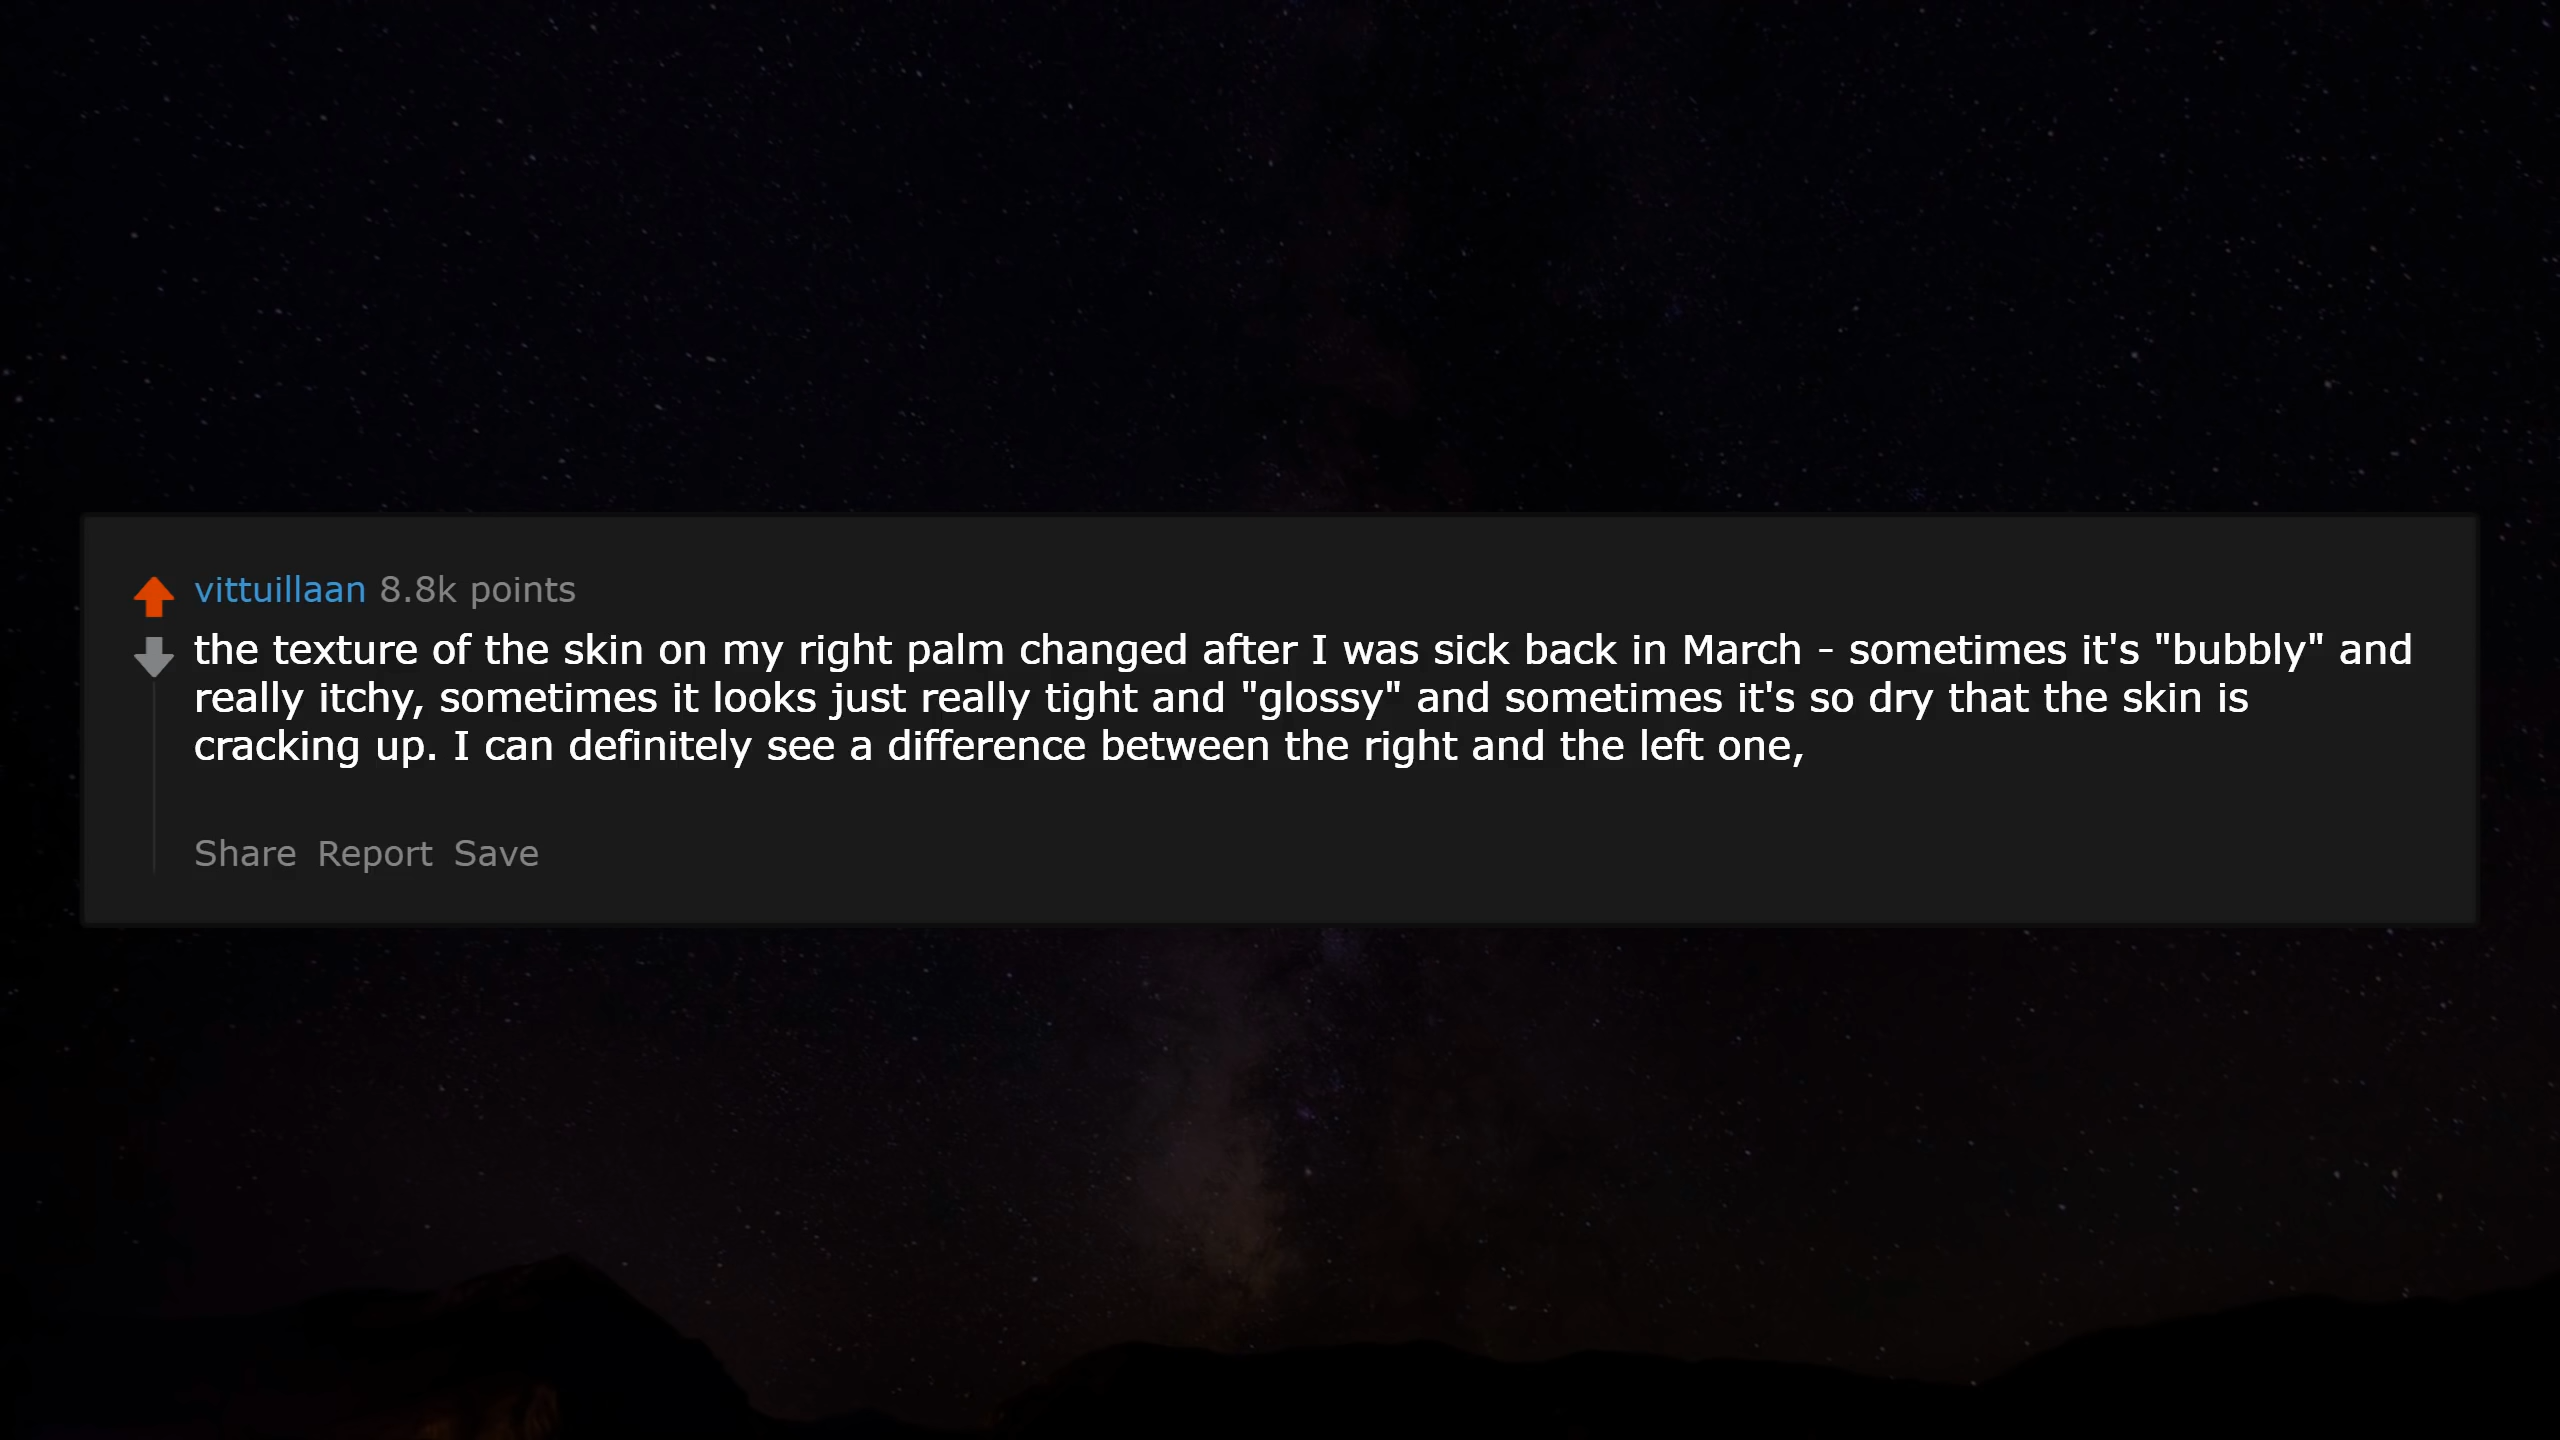 vittuillaan 8.8k points
the texture of the skin on my right palm changed after I was sick back in March - sometimes it's "bubbly" and
really itchy, sometimes it looks just really tight and "glossy" and sometimes it's so dry that the skin is
cracking up. I can definitely see a difference between the right and the left one,
Share Report Save